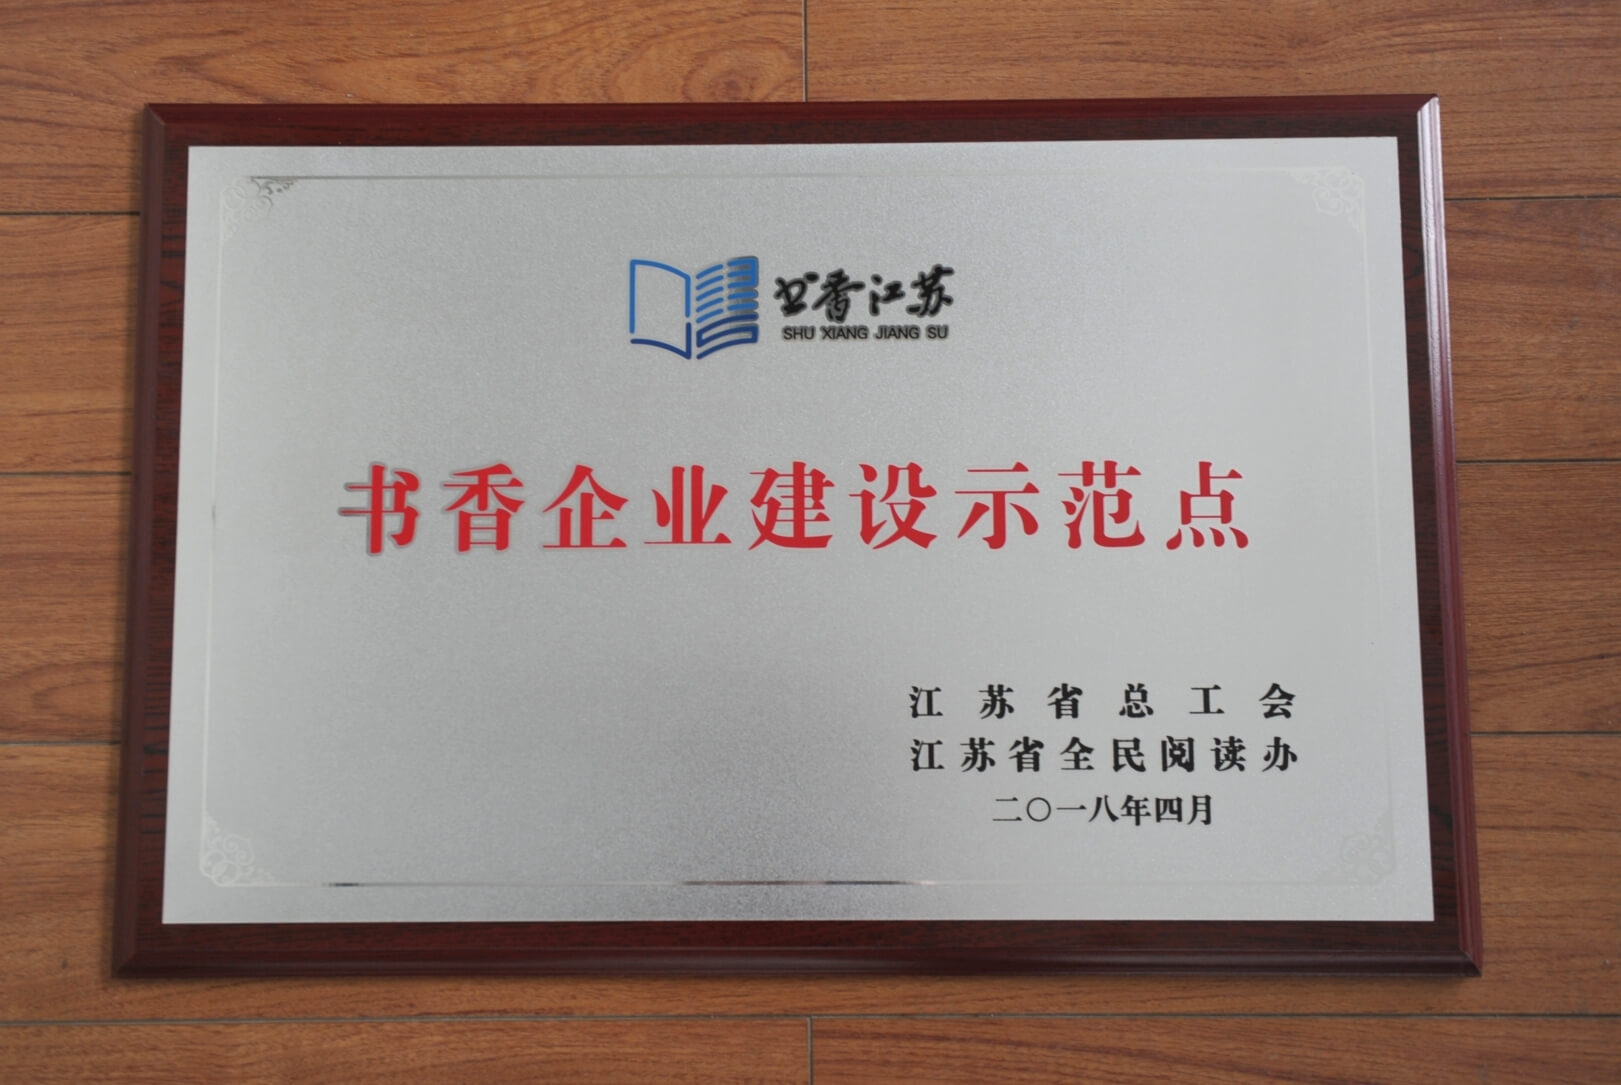 书香江苏
SHU XIANG JIANG SU
书香企业建设示范点
江苏省总工会
江苏省全民阅读办
二〇一八年四月